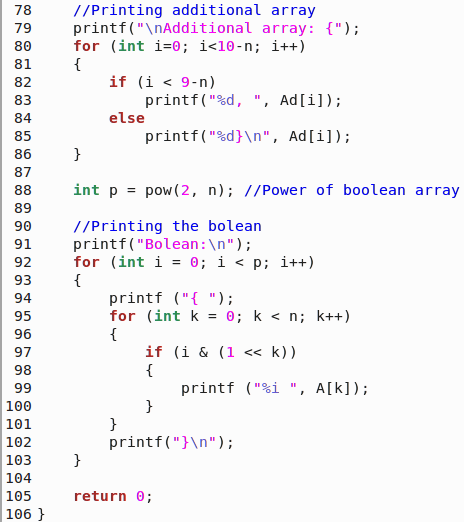 78     //Printing additional array
79     printf("\nAdditional array: {");
80     for (int i=0; i<10-n; i++)
81     {
82         if (i < 9-n)
83             printf("%d, ", Ad[i]);
84         else
85             printf("%d}\n", Ad[i]);
86     }
87
88     int p = pow(2, n); //Power of boolean array
89
90     //Printing the bolean
91     printf("Bolean:\n");
92     for (int i = 0; i < p; i++)
93     {
94         printf ("{ ");
95         for (int k = 0; k < n; k++)
96         {
97             if (i & (1 << k))
98             {
99                 printf ("%i ", A[k]);
100             }
101         }
102         printf("}\n");
103     }
104
105     return 0;
106 }